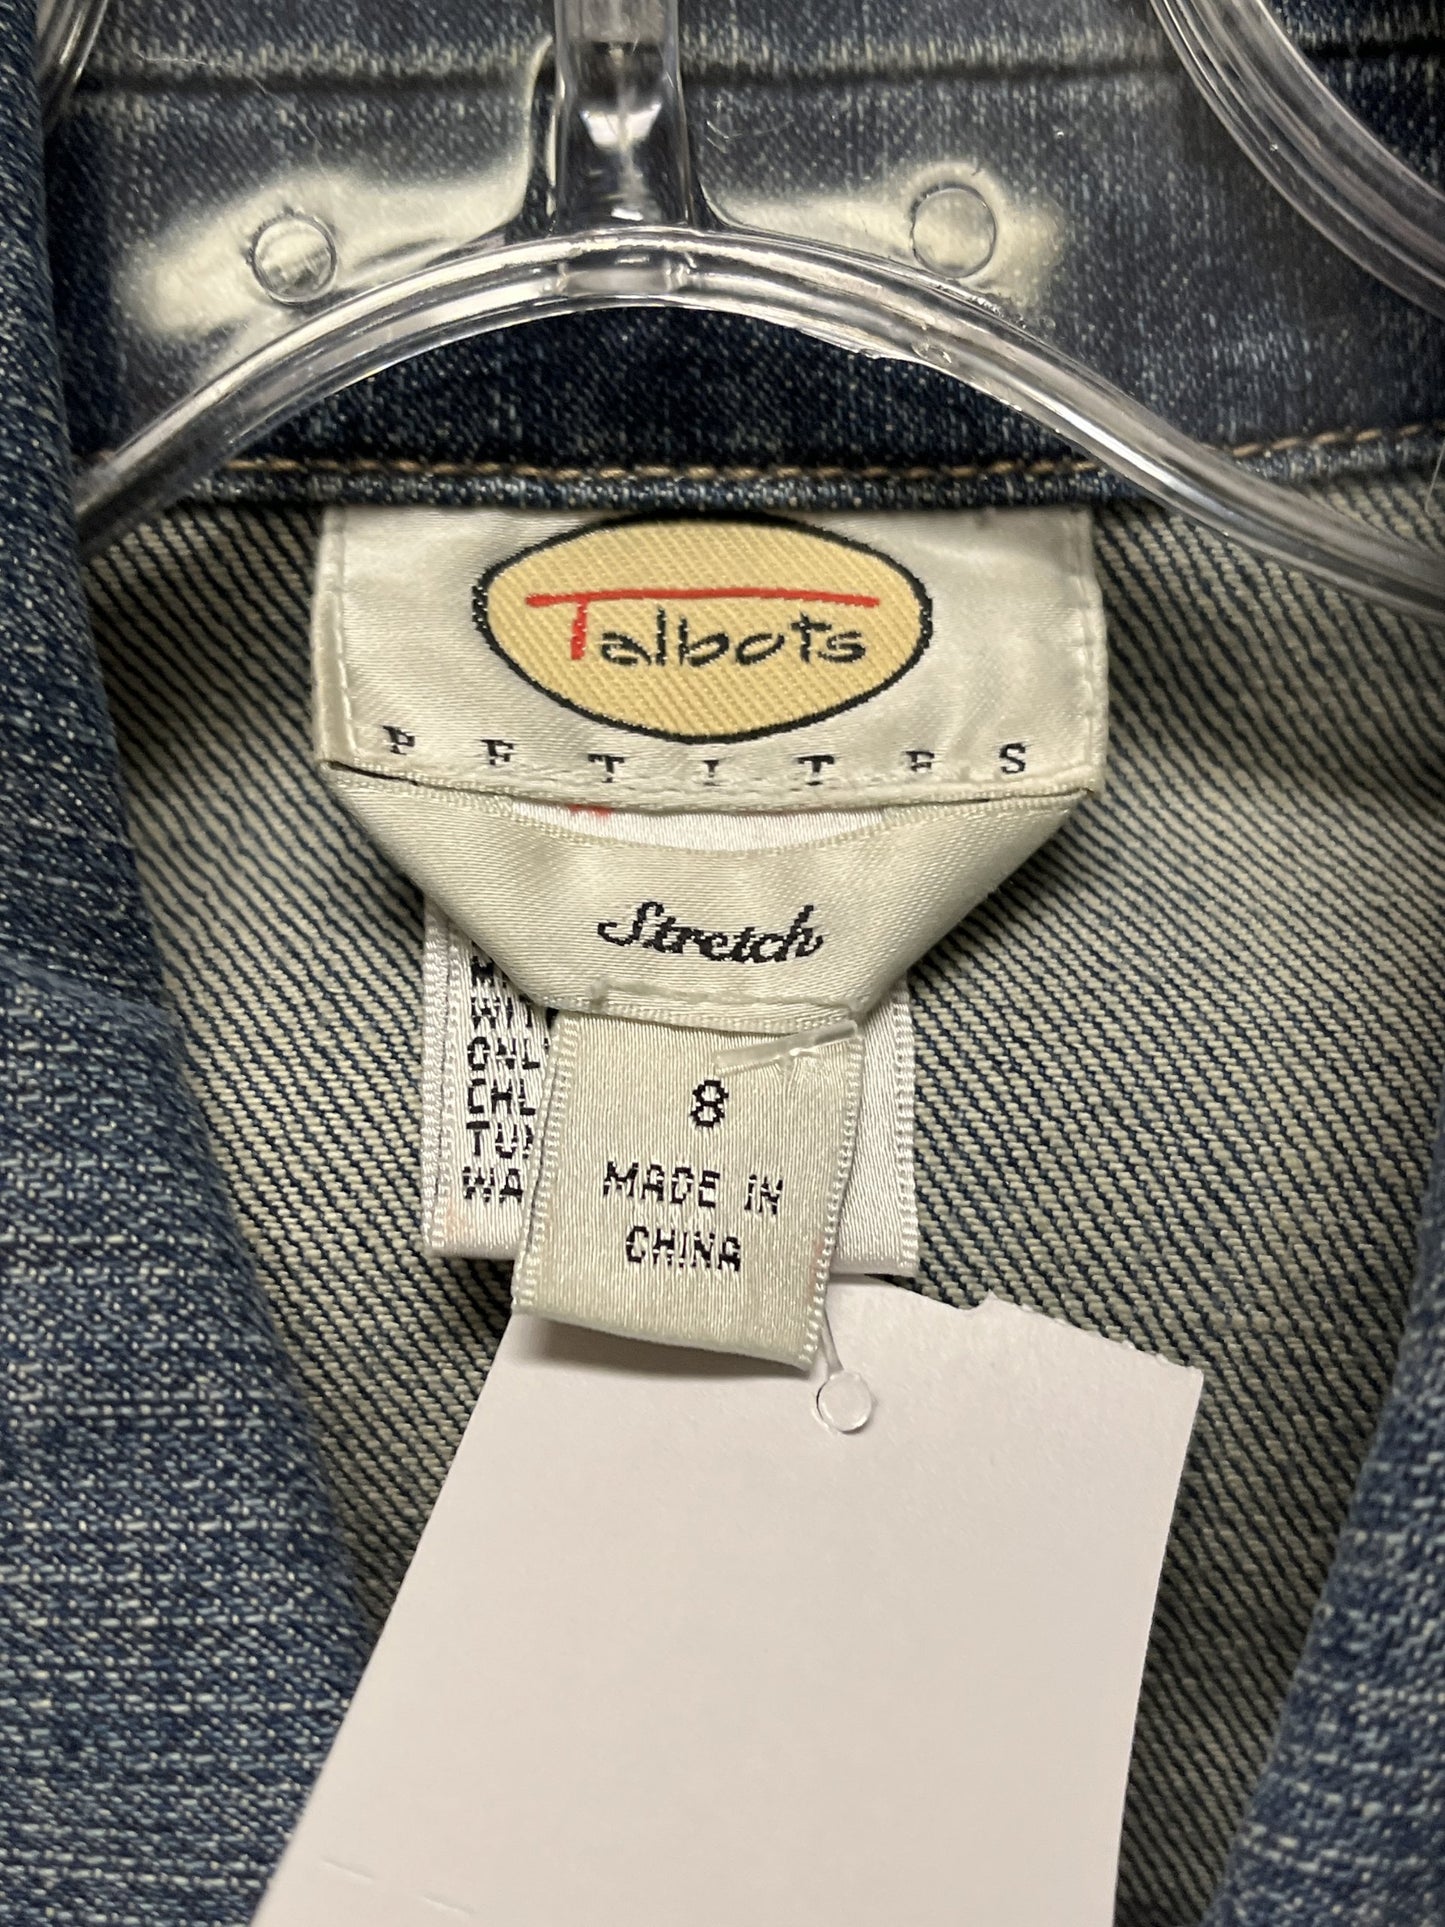 Talbots
PETITES
Stretch
8
MADE IN
CHINA